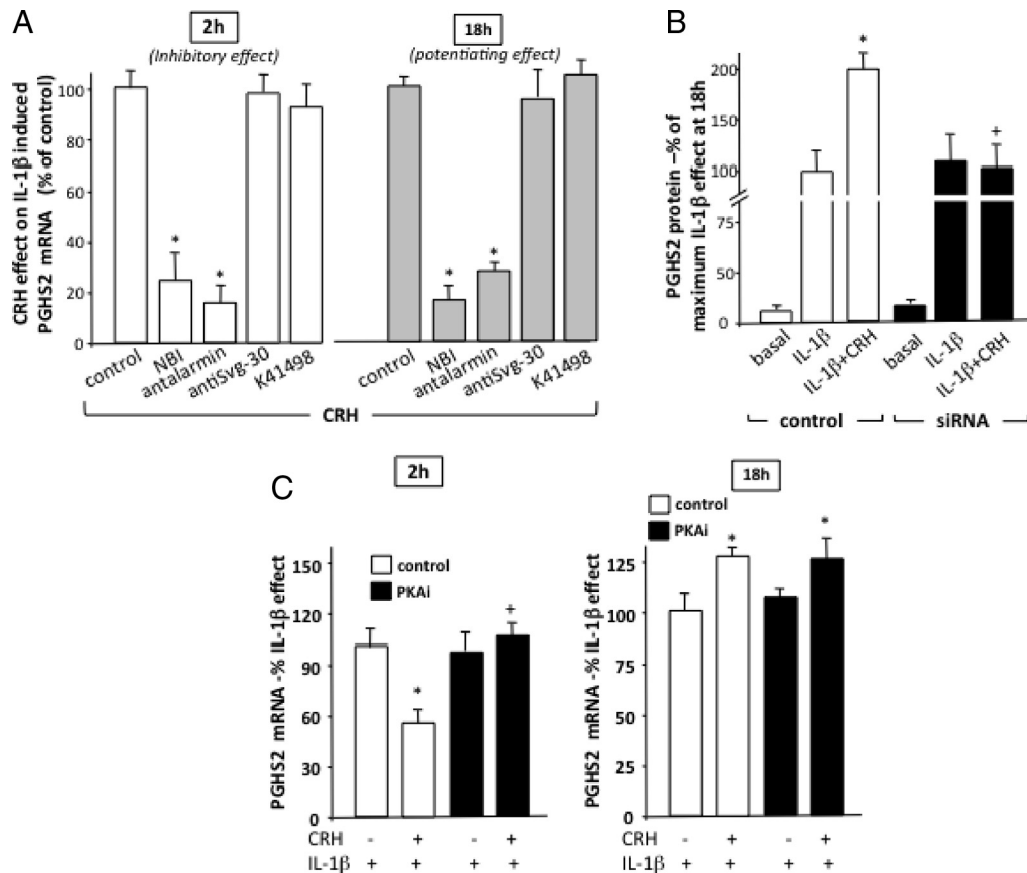 A
2h
(Inhibitory effect)
18h
(potentiating effect)
CRH effect on IL-1β induced
PGHS2 mRNA (% of control)
100
80
60
40
20
0
*
*
*
*
control
NBI
antalarmin
antiSvg-30
K41498
control
NBI
antalarmin
antiSvg-30
K41498
CRH
B
PGHS2 protein –% of
maximum IL-1β effect at 18h
200
150
100
75
50
25
0
*
+
basal
IL-1β
IL-1β+CRH
basal
IL-1β
IL-1β+CRH
control
siRNA
C
2h
control
PKAi
PGHS2 mRNA -% IL-1β effect
150
120
90
60
30
0
*
+
CRH - + - +
IL-1β + + + +
18h
control
PKAi
PGHS2 mRNA -% IL-1β effect
125
100
75
50
25
0
*
*
- + - +
+ + + +